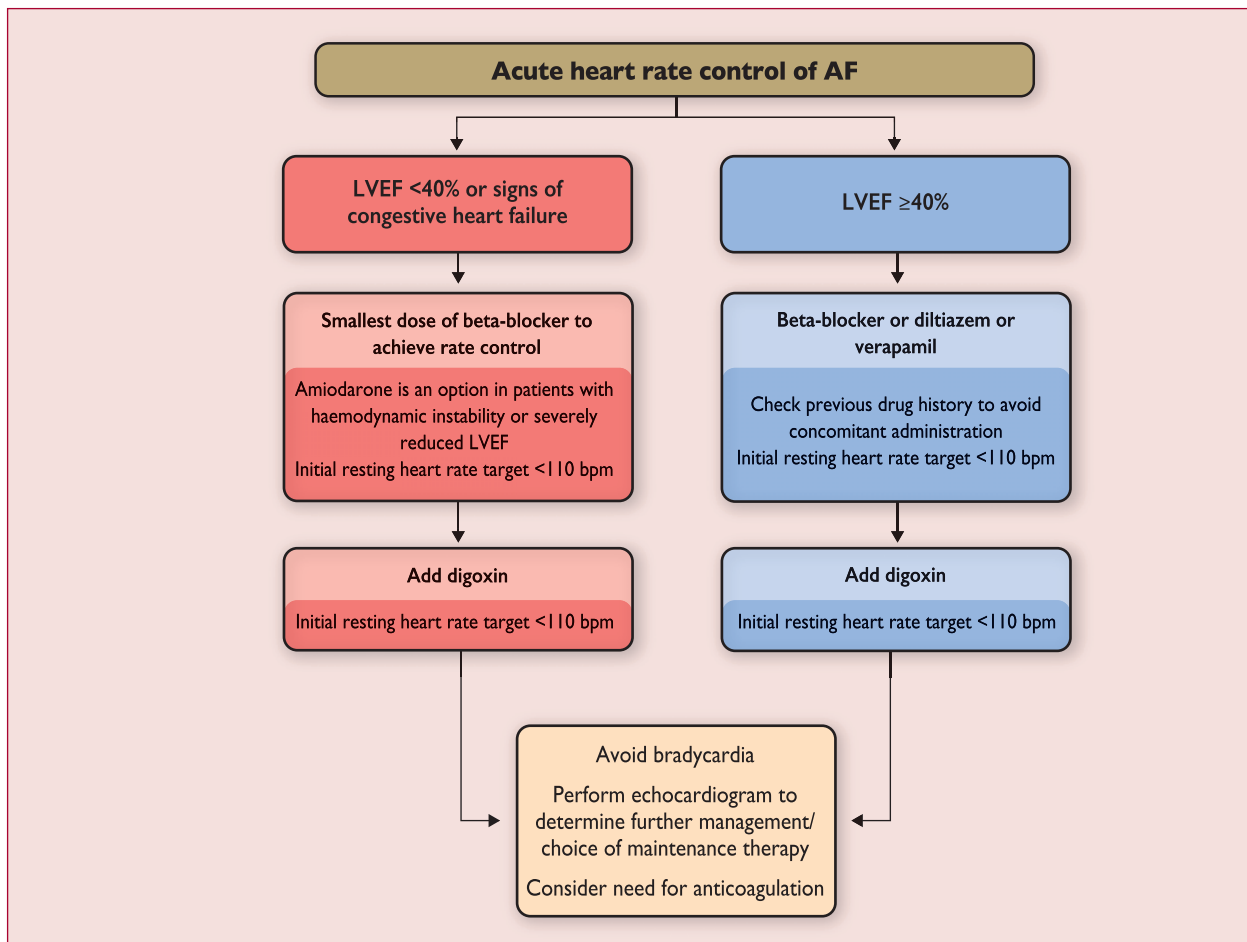 Acute heart rate control of AF
LVEF <40% or signs of
congestive heart failure
LVEF ≥40%
Smallest dose of beta-blocker to
achieve rate control
Amiodarone is an option in patients with
haemodynamic instability or severely
reduced LVEF
Initial resting heart rate target <110 bpm
Beta-blocker or diltiazem or
verapamil
Check previous drug history to avoid
concomitant administration
Initial resting heart rate target <110 bpm
Add digoxin
Initial resting heart rate target <110 bpm
Add digoxin
Initial resting heart rate target <110 bpm
Avoid bradycardia
Perform echocardiogram to
determine further management/
choice of maintenance therapy
Consider need for anticoagulation